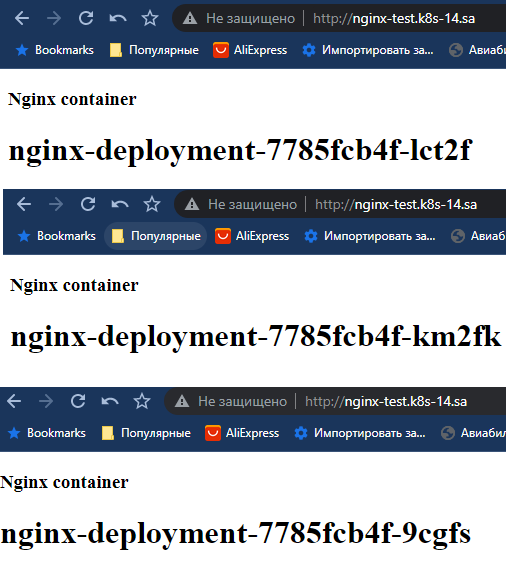 Не защищено | http://nginx-test.k8s-14.sa
Bookmarks Популярные AliExpress Импортировать за... Авиаби
Nginx container
nginx-deployment-7785fcb4f-lct2f
Не защищено | http://nginx-test.k8s-14.sa
Bookmarks Популярные AliExpress Импортировать за... Авиаб
Nginx container
nginx-deployment-7785fcb4f-km2fk
Не защищено | http://nginx-test.k8s-14.sa
Bookmarks Популярные AliExpress Импортировать за... Авиабил
Nginx container
nginx-deployment-7785fcb4f-9cgfs